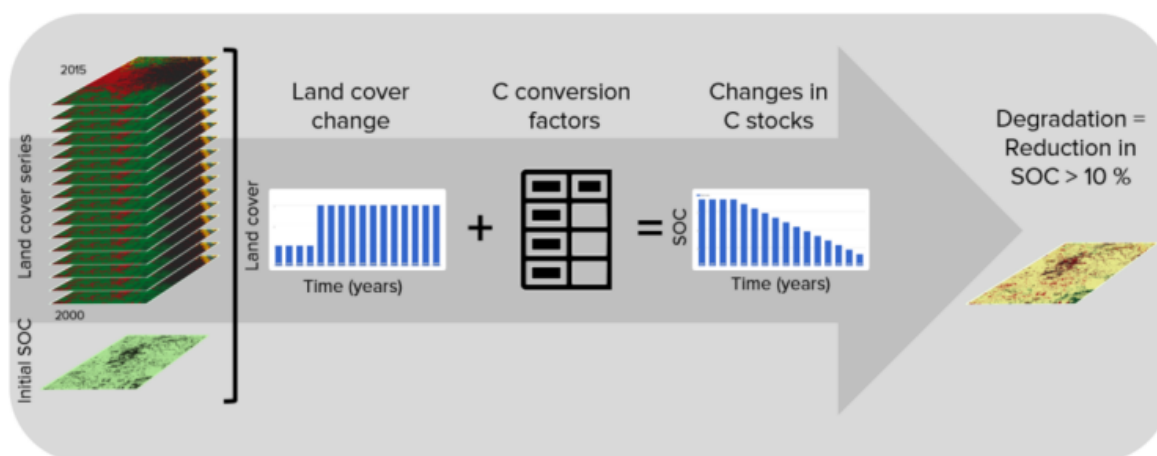 2015
Land cover series
2000
Initial SOC
Land cover
change
Land cover
Time (years)
+
C conversion
factors
=
Changes in
C stocks
SOC
Time (years)
Degradation =
Reduction in
SOC > 10 %